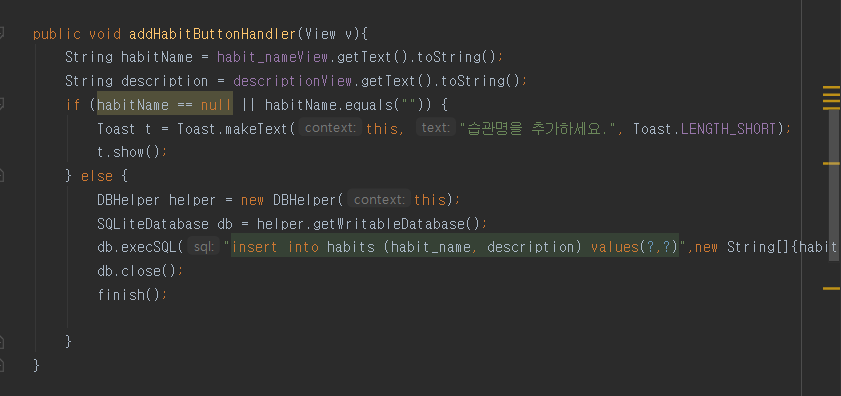 public void addHabitButtonHandler(View v){
String habitName = habit_nameView.getText().toString();
String description = descriptionView.getText().toString();
if (habitName == null || habitName.equals("")) {
Toast t = Toast.makeText( context: this, text: "습관명을 추가하세요.", Toast.LENGTH_SHORT);
t.show();
} else {
DBHelper helper = new DBHelper( context: this);
SQLiteDatabase db = helper.getWritableDatabase();
db.execSQL( sql: "insert into habits (habit_name, description) values(?,?)",new String[]{habit
db.close();
finish();
}
}